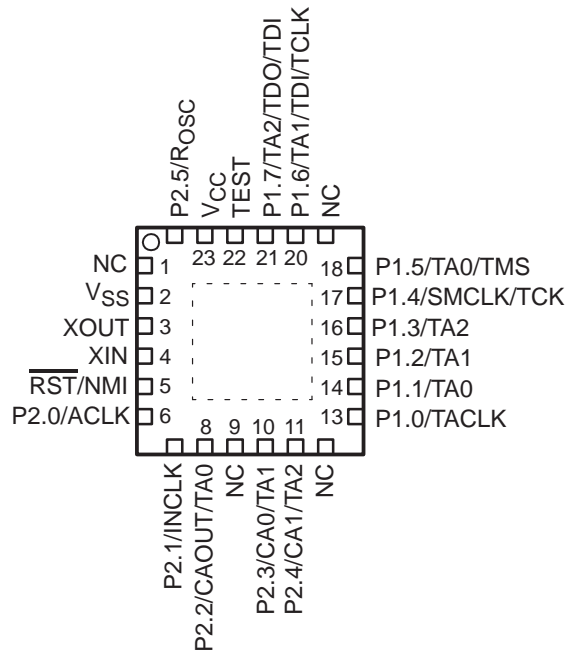 P2.5/ROSC
VCC
TEST
P1.7/TA2/TDO/TDI
P1.6/TA1/TDI/TCLK
NC
23 22 21 20
NC 1
VSS 2
XOUT 3
XIN 4
RST/NMI 5
P2.0/ACLK 6
18 P1.5/TA0/TMS
17 P1.4/SMCLK/TCK
16 P1.3/TA2
15 P1.2/TA1
14 P1.1/TA0
13 P1.0/TACLK
8 9 10 11
P2.1/INCLK
P2.2/CAOUT/TA0
NC
P2.3/CA0/TA1
P2.4/CA1/TA2
NC